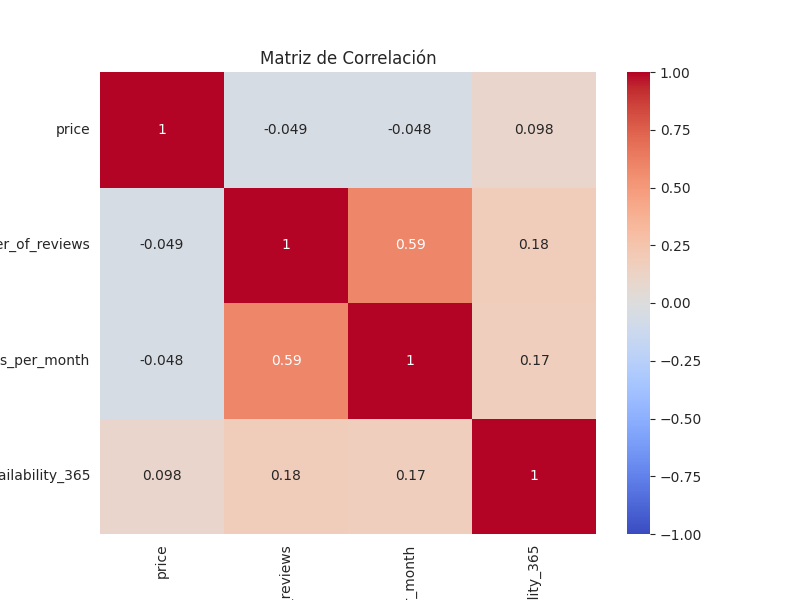 Matriz de Correlación
1.00
price
1
-0.049
-0.048
0.098
0.75
0.50
er_of_reviews
-0.049
1
0.59
0.18
0.25
0.00
s_per_month
-0.048
0.59
1
0.17
−0.25
−0.50
ailability_365
0.098
0.18
0.17
1
−0.75
−1.00
price
_reviews
r_month
lity_365